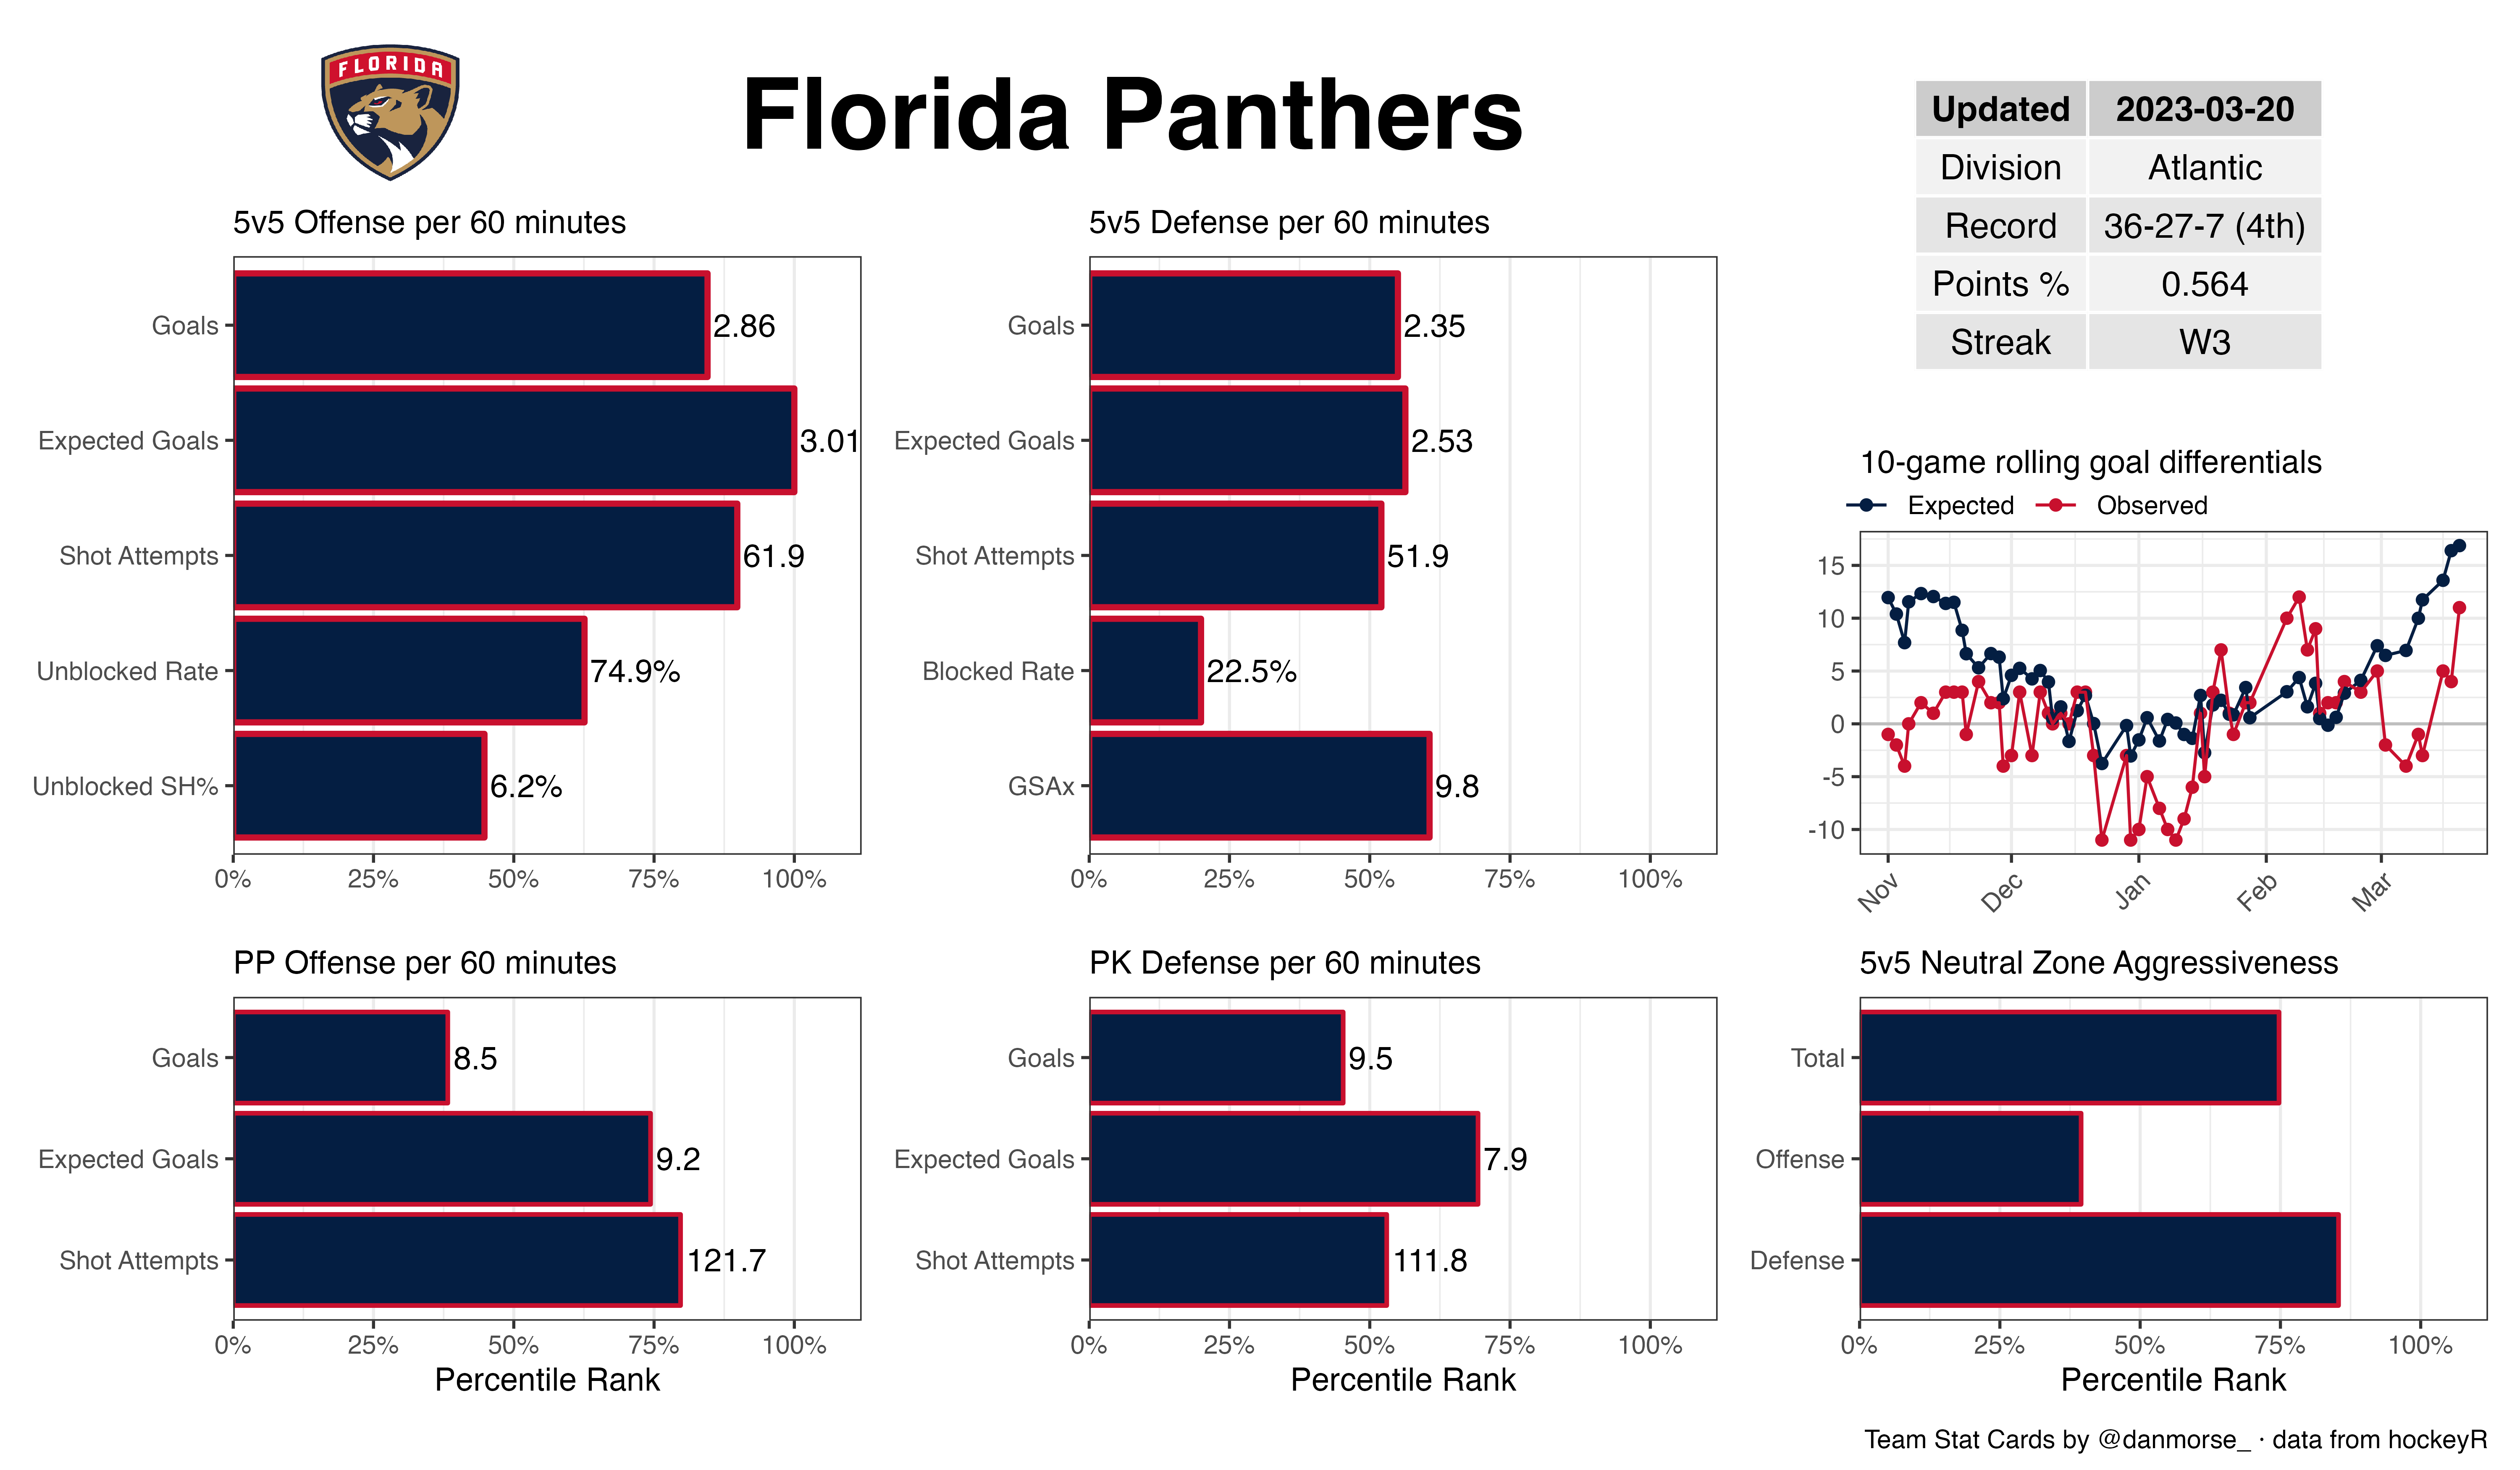 FLORIDA
Florida Panthers
Updated 2023-03-20
Division Atlantic
Record 36-27-7 (4th)
Points % 0.564
Streak W3
5v5 Offense per 60 minutes
Goals 2.86
Expected Goals 3.01
Shot Attempts 61.9
Unblocked Rate 74.9%
Unblocked SH% 6.2%
0% 25% 50% 75% 100%
5v5 Defense per 60 minutes
Goals 2.35
Expected Goals 2.53
Shot Attempts 51.9
Blocked Rate 22.5%
GSAx 9.8
0% 25% 50% 75% 100%
10-game rolling goal differentials
Expected Observed
15
10
5
0
-5
-10
Nov Dec Jan Feb Mar
PP Offense per 60 minutes
Goals 8.5
Expected Goals 9.2
Shot Attempts 121.7
0% 25% 50% 75% 100%
Percentile Rank
PK Defense per 60 minutes
Goals 9.5
Expected Goals 7.9
Shot Attempts 111.8
0% 25% 50% 75% 100%
Percentile Rank
5v5 Neutral Zone Aggressiveness
Total
Offense
Defense
0% 25% 50% 75% 100%
Percentile Rank
Team Stat Cards by @danmorse_ · data from hockeyR